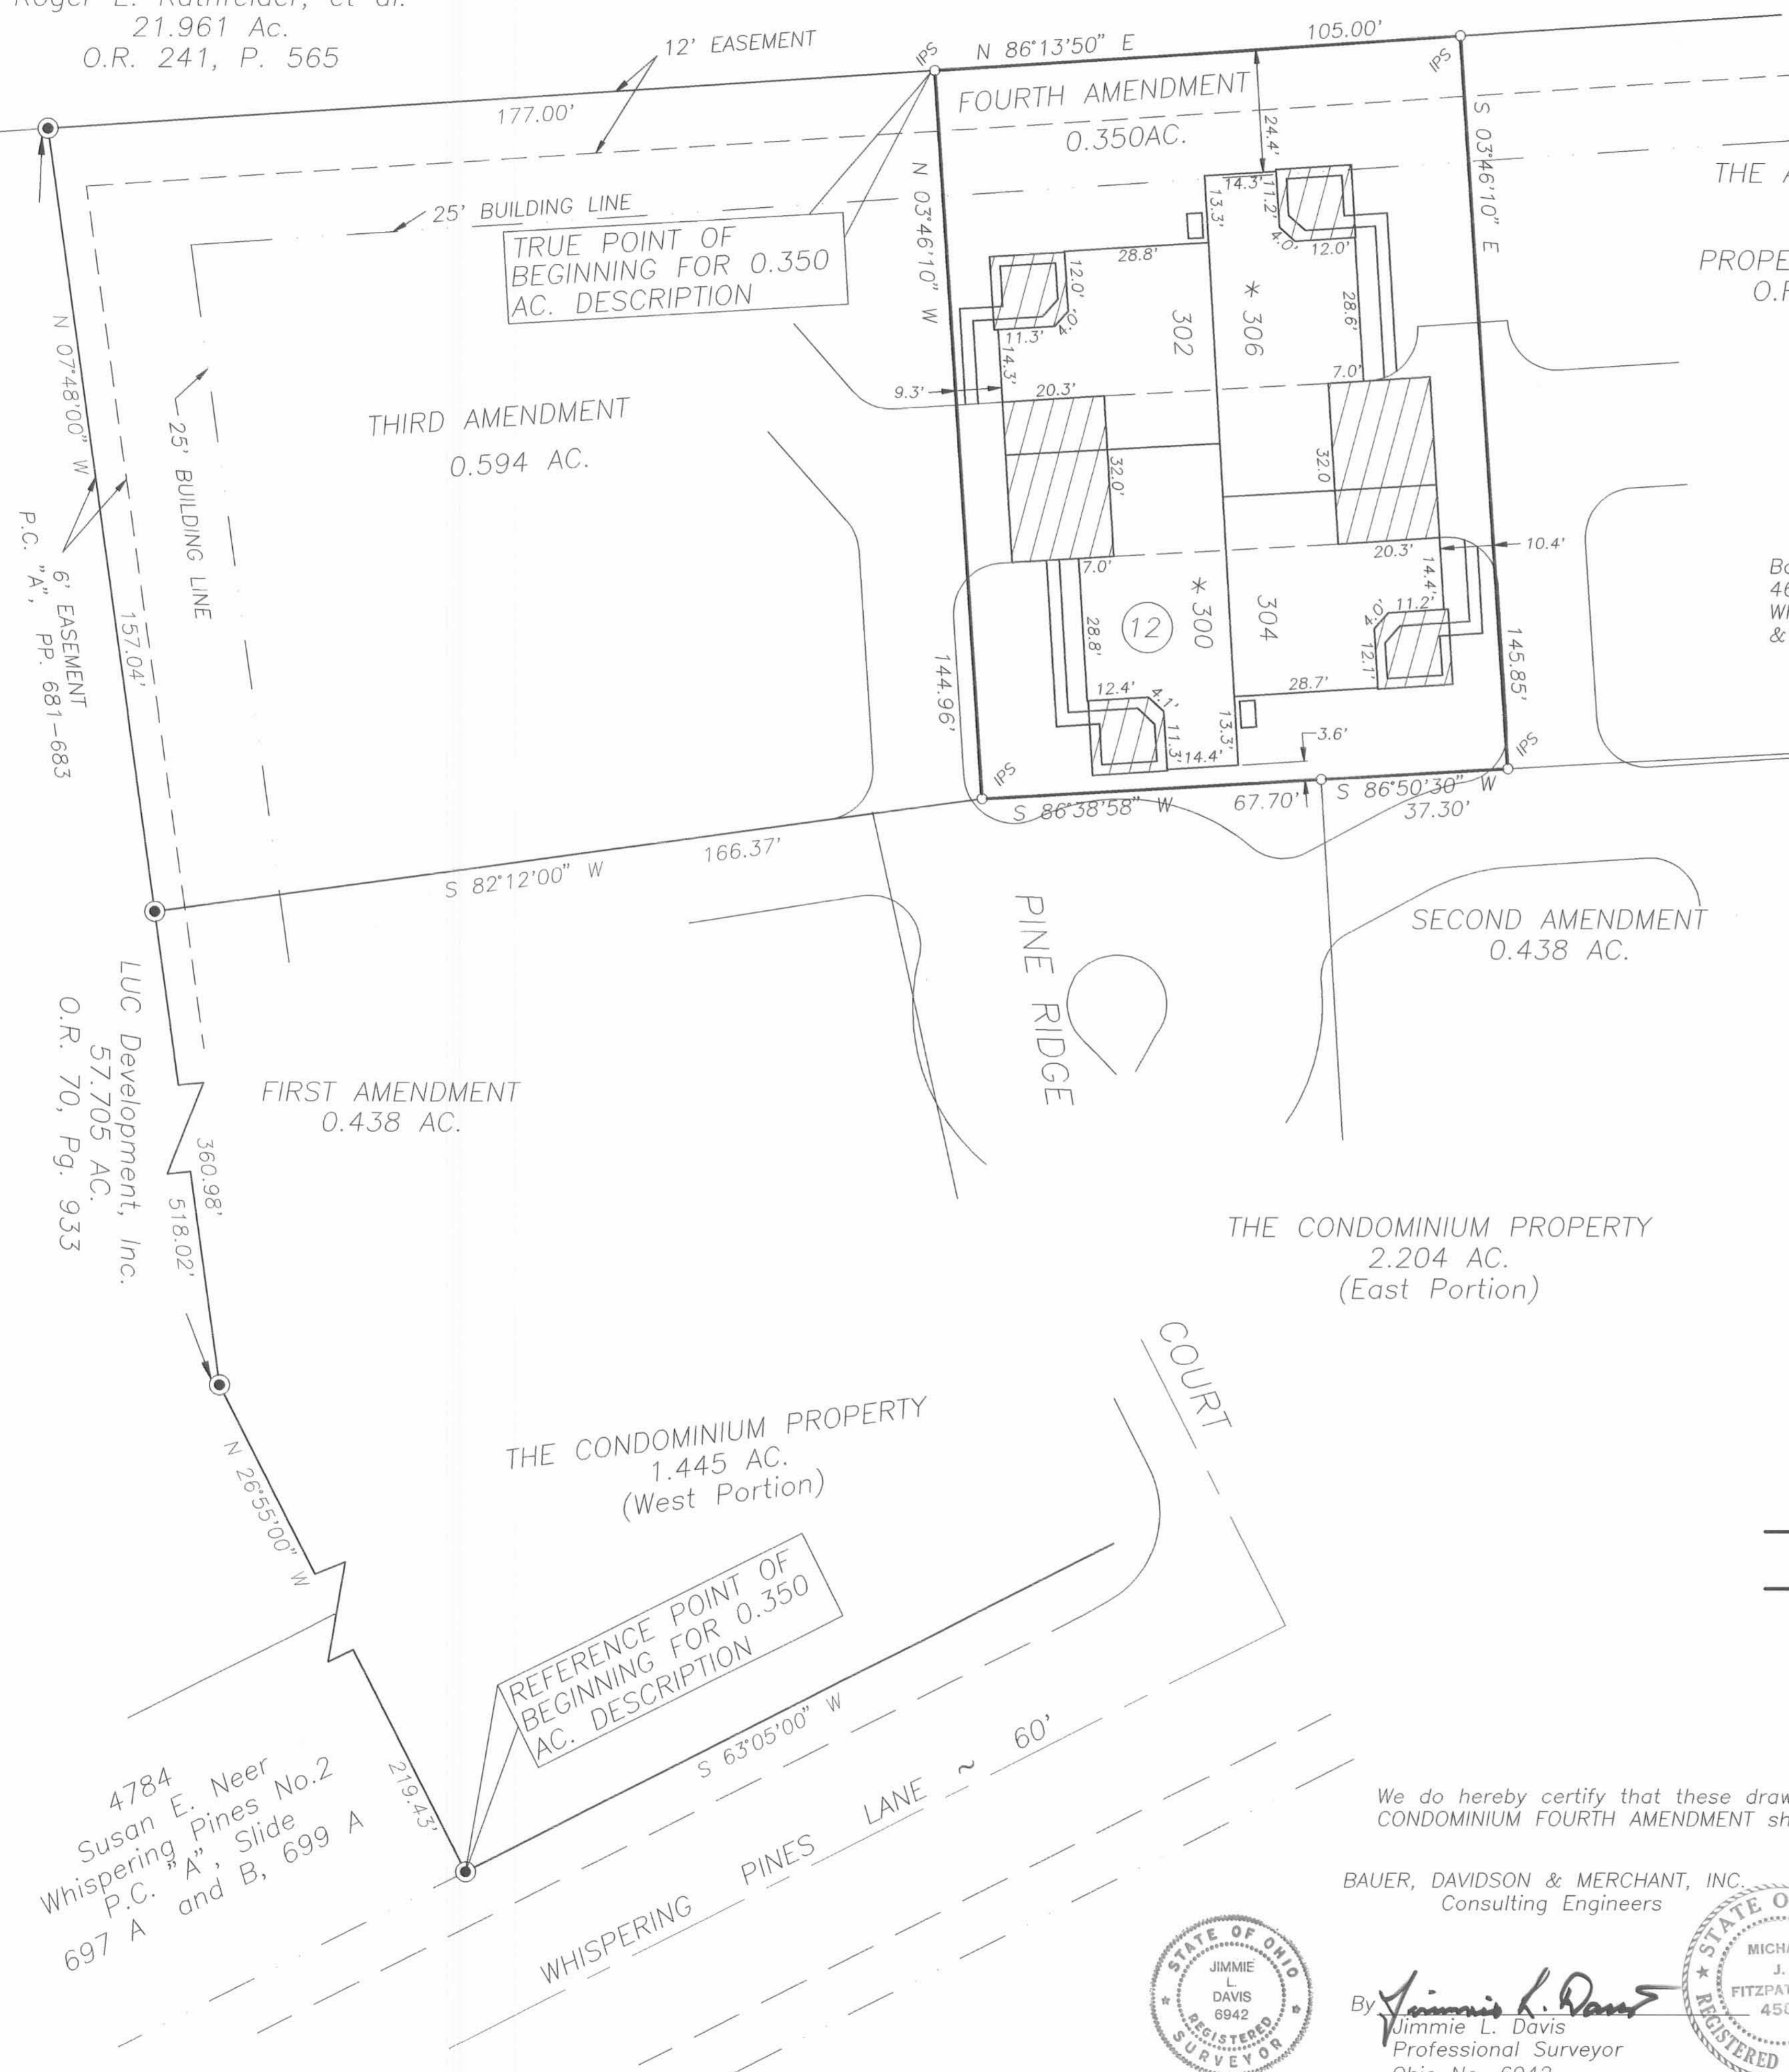 21.961 Ac.
O.R. 241, P. 565
12' EASEMENT
177.00'
IPS
N 86°13'50" E
105.00'
IPS
FOURTH AMENDMENT
0.350AC.
24.4'
S 03°46'10" E
N 03°46'10" W
THE
PROPE
25' BUILDING LINE
TRUE POINT OF
BEGINNING FOR 0.350
AC. DESCRIPTION
14.3'
11.2'
13.3'
4.0'
12.0'
28.8'
12.0'
4.0'
11.3'
14.3'
302
* 306
28.6'
9.3'
20.3'
7.0'
32.0'
32.0
N 07°48'00" W
25' BUILDING LINE
THIRD AMENDMENT
0.594 AC.
6' EASEMENT
P.C. "A", PP. 681-683
157.04'
7.0'
20.3'
10.4'
14.4'
28.8'
12
* 300
304
4.0'
11.2'
12.1'
145.85'
144.96'
12.4'
4.1'
11.3'
14.4'
13.3'
28.7'
3.6'
IPS
IPS
S 86°38'58" W
67.70'
S 86°50'30" W
37.30'
46
&
166.37'
S 82°12'00" W
PINE RIDGE
SECOND AMENDMENT
0.438 AC.
LUC Development, Inc.
57.705 AC.
O.R. 70, Pg. 933
FIRST AMENDMENT
0.438 AC.
360.98'
518.02'
THE CONDOMINIUM PROPERTY
2.204 AC.
(East Portion)
COURT
N 26°55'00" W
THE CONDOMINIUM PROPERTY
1.445 AC.
(West Portion)
REFERENCE POINT OF
BEGINNING FOR 0.350
AC. DESCRIPTION
S 63°05'00" W
219.43'
WHISPERING PINES LANE ~ 60'
4784
Susan E. Neer
Whispering Pines No.2
P.C. "A", Slide
697 A and B, 699 A
We do hereby certify that these draw
CONDOMINIUM FOURTH AMENDMENT sh
BAUER, DAVIDSON & MERCHANT, INC.
Consulting Engineers
STATE OF OHIO
JIMMIE
L.
DAVIS
6942
REGISTERED
SURVEYOR
By Jimmie L. Davis
Jimmie L. Davis
Professional Surveyor
STATE O
MICHA
J.
FITZPAT
458
REGISTERED